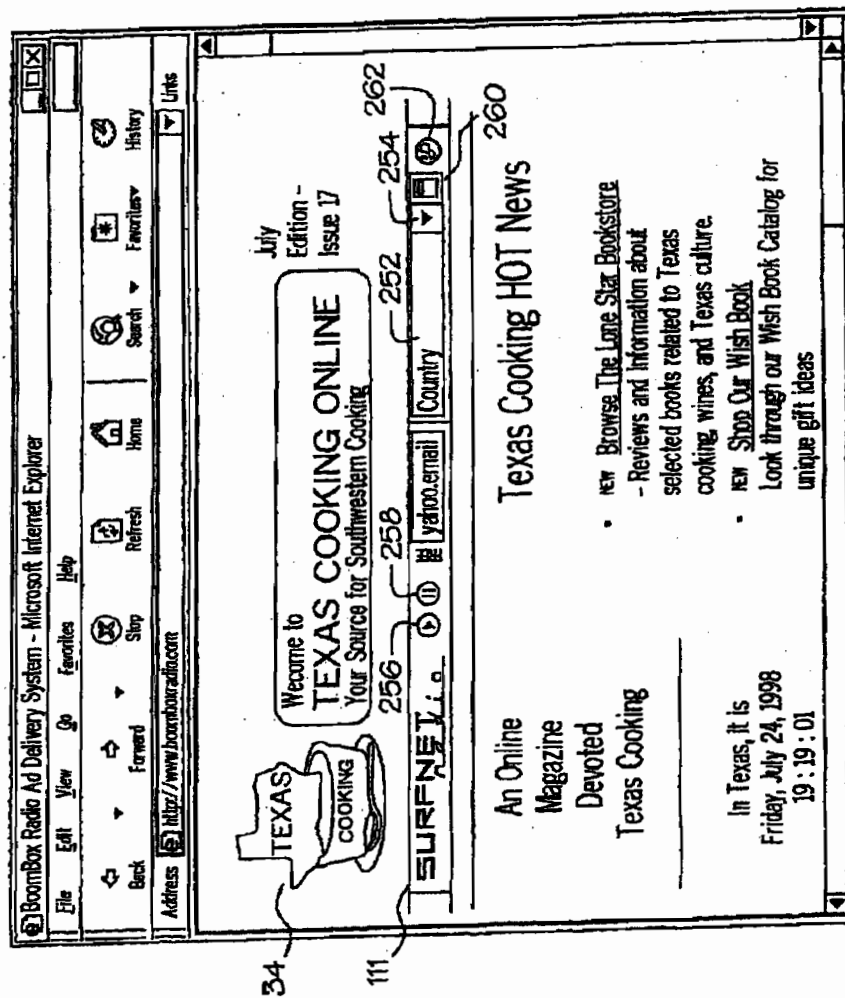 BoomBox Radio Ad Delivery System - Microsoft Internet Explorer
File Edit View Go Favorites Help
Back Forward Stop Refresh Home Search Favorites History
Address http://www.boomboxradio.com Links
34
TEXAS
COOKING
Wecome to
TEXAS COOKING ONLINE
Your Source for Southwestern Cooking
July
Edition -
Issue 17
256 258 252 254 262
111
SURFNET radio yahoo.email Country
260
An Online
Magazine
Devoted
Texas Cooking
In Texas, it is
Friday, July 24, 1998
19:19:01
Texas Cooking HOT News
• NEW Browse The Lone Star Bookstore
- Reviews and Information about
selected books related to Texas
cooking, wines, and Texas culture.
• NEW Shop Our Wish Book
Look through our Wish Book Catalog for
unique gift ideas